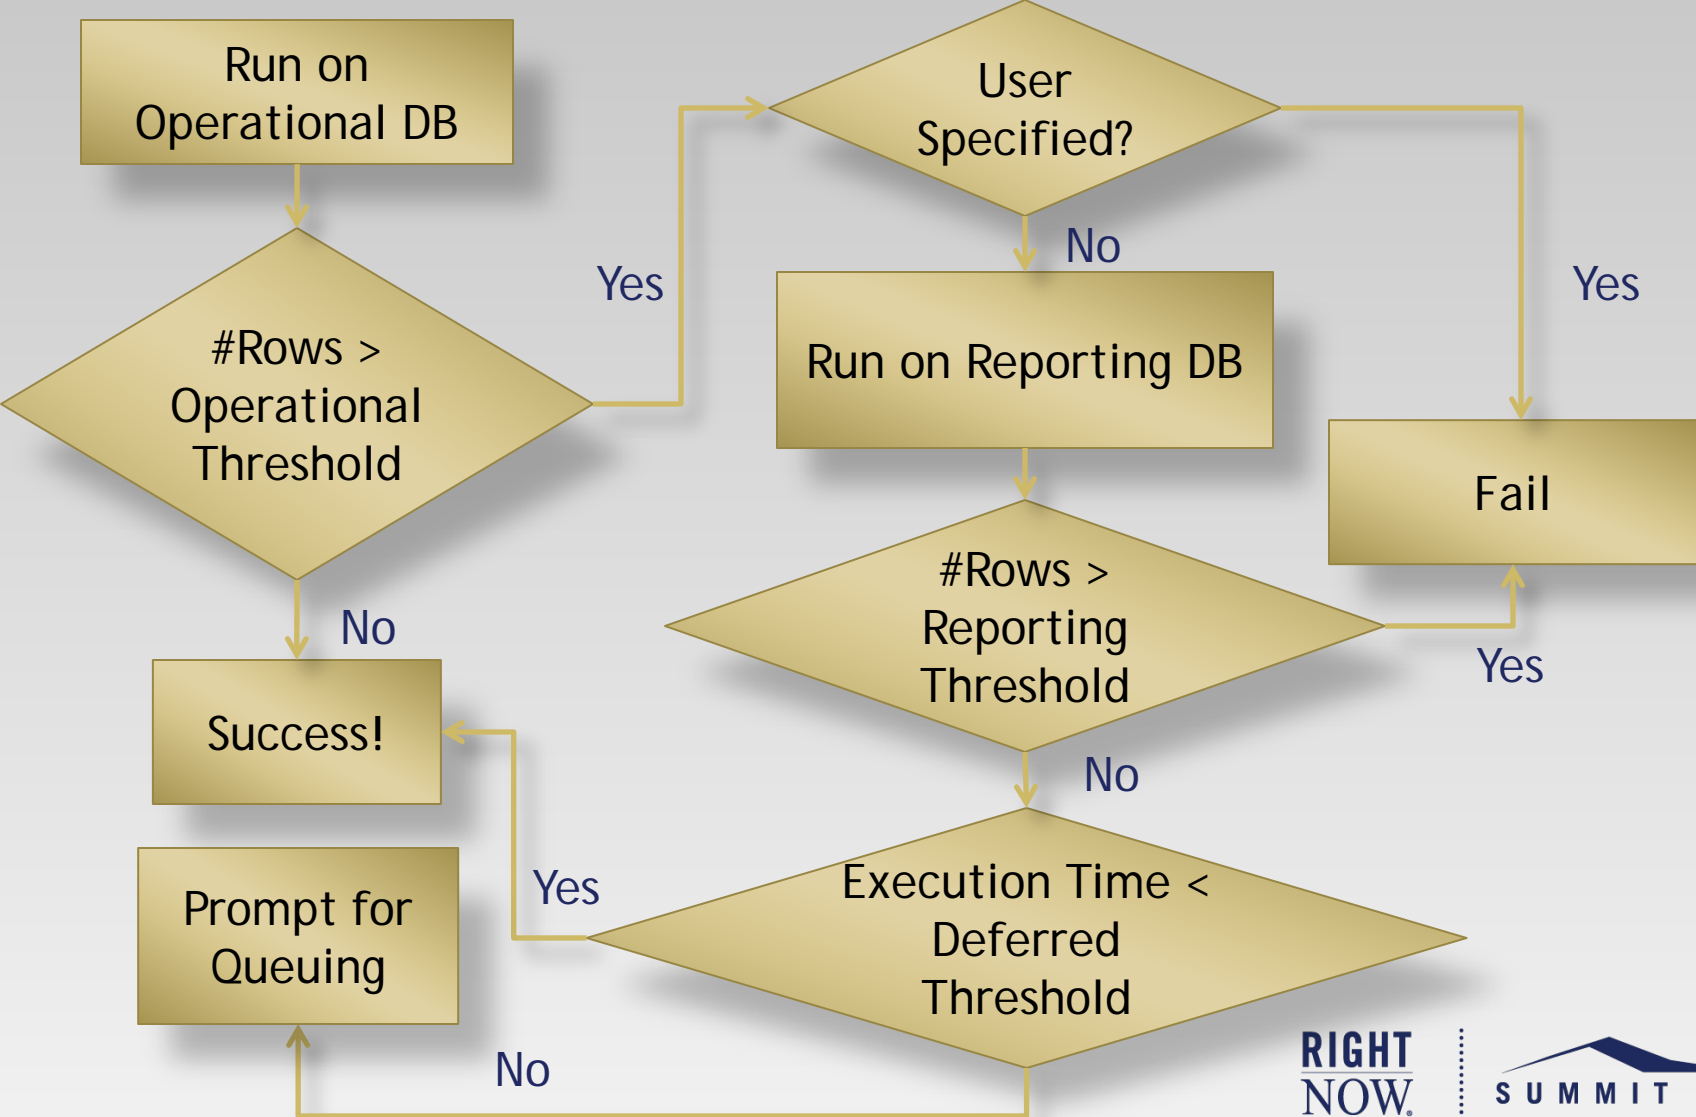 Run on
Operational DB
User
Specified?
Yes
No
Yes
#Rows >
Operational
Threshold
Run on Reporting DB
Fail
No
#Rows >
Reporting
Threshold
Yes
Success!
No
Yes
Execution Time <
Deferred
Threshold
Prompt for
Queuing
No
RIGHT
NOW®
SUMMIT